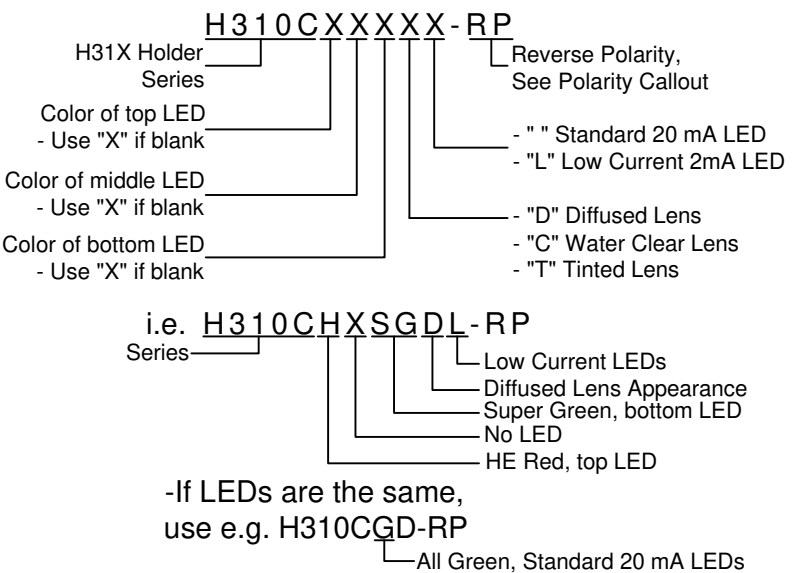 H310CXXXXX-RP
H31X Holder
Series
Reverse Polarity,
See Polarity Callout
Color of top LED
- Use "X" if blank
- " " Standard 20 mA LED
- "L" Low Current 2mA LED
Color of middle LED
- Use "X" if blank
- "D" Diffused Lens
- "C" Water Clear Lens
- "T" Tinted Lens
Color of bottom LED
- Use "X" if blank
i.e. H310CHXSGDL-RP
Series
Low Current LEDs
Diffused Lens Appearance
Super Green, bottom LED
No LED
HE Red, top LED
-If LEDs are the same,
use e.g. H310CGD-RP
All Green, Standard 20 mA LEDs